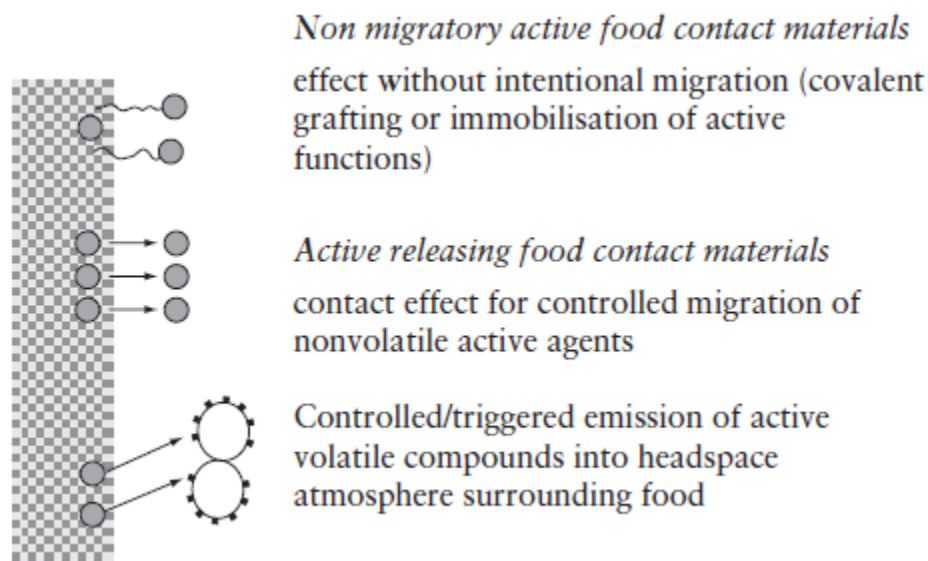 Non migratory active food contact materials
effect without intentional migration (covalent
grafting or immobilisation of active
functions)
Active releasing food contact materials
contact effect for controlled migration of
nonvolatile active agents
Controlled/triggered emission of active
volatile compounds into headspace
atmosphere surrounding food